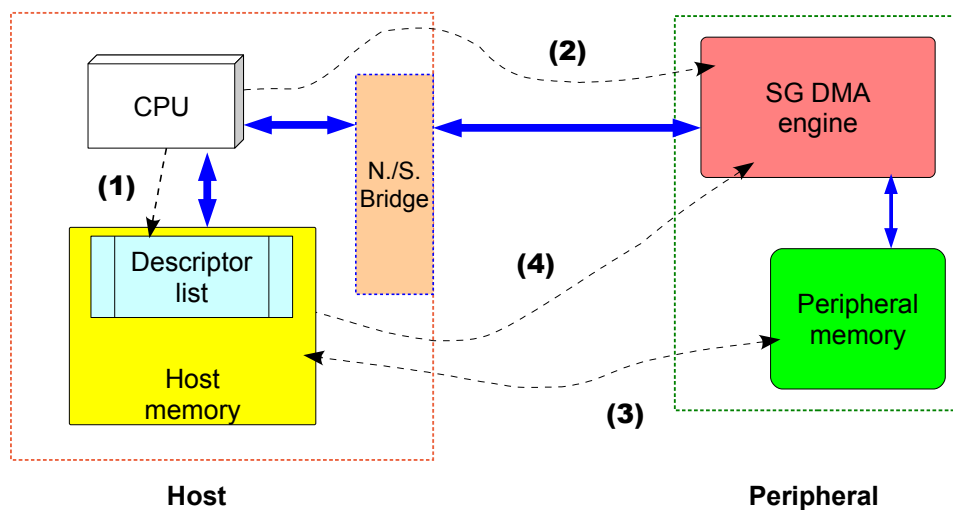 (2)
CPU
SG DMA
engine
N./S.
Bridge
(1)
Descriptor
list
(4)
Peripheral
memory
Host
memory
(3)
Host
Peripheral